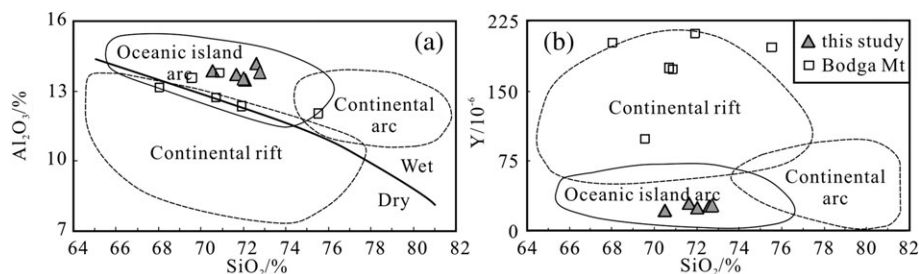 16
13
10
7
Al₂O₃/%
(a)
Oceanic island
arc
Continental
arc
Continental rift
Wet
Dry
64 66 68 70 72 74 76 78 80 82
SiO₂/%
225
150
75
0
Y/10⁻⁶
(b)
this study
Bodga Mt
Continental rift
Oceanic island arc
Continental
arc
64 66 68 70 72 74 76 78 80 82
SiO₂/%